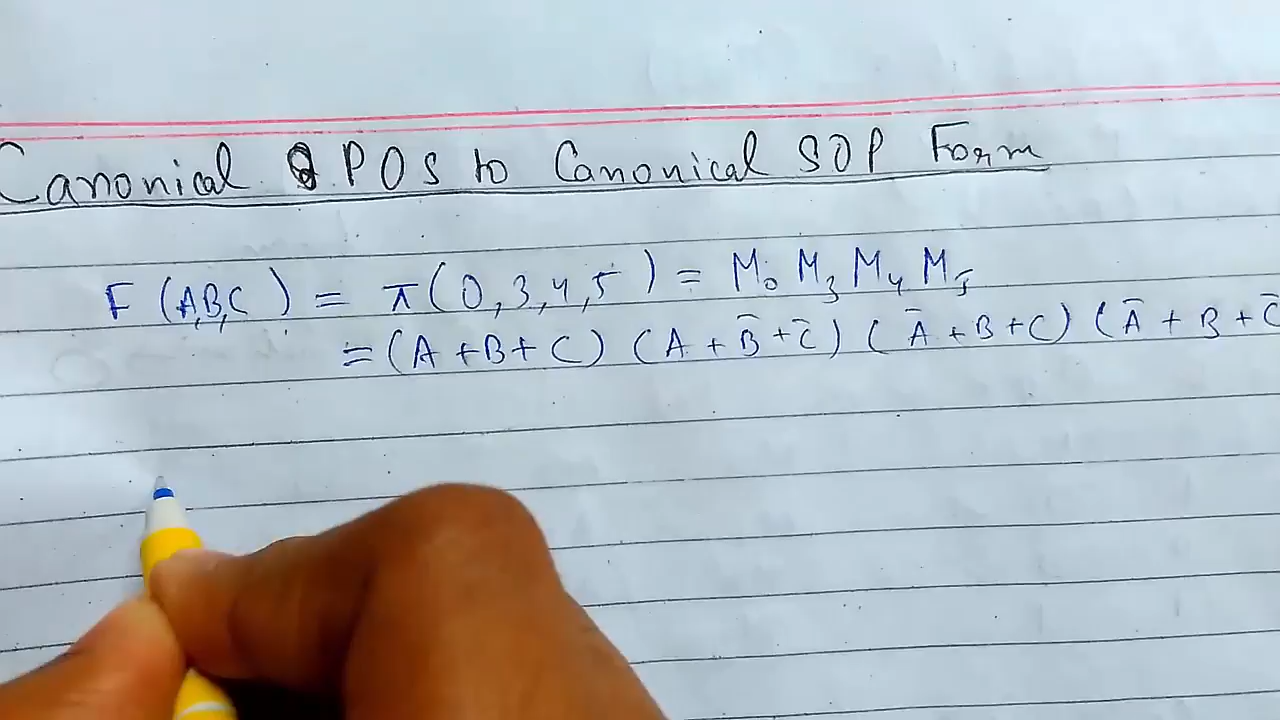 Canonical POS to Canonical SOP Form
F (A,B,C) = π(0,3,4,5) = M₀ M₃ M₄ M₅
= (A+B+C) (A+B̅+C̅) (A̅+B+C) (A̅+B+C̅